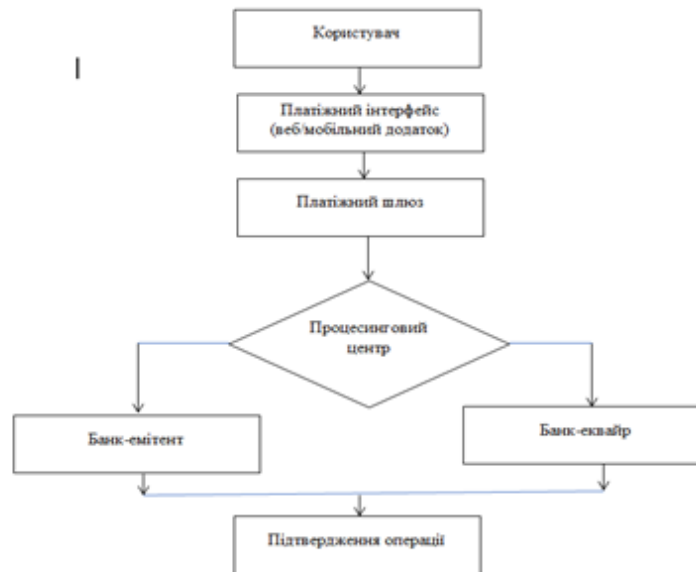 Користувач
Платіжний інтерфейс
(веб/мобільний додаток)
Платіжний шлюз
Процесинговий
центр
Банк-емітент
Банк-еквайр
Підтвердження операції